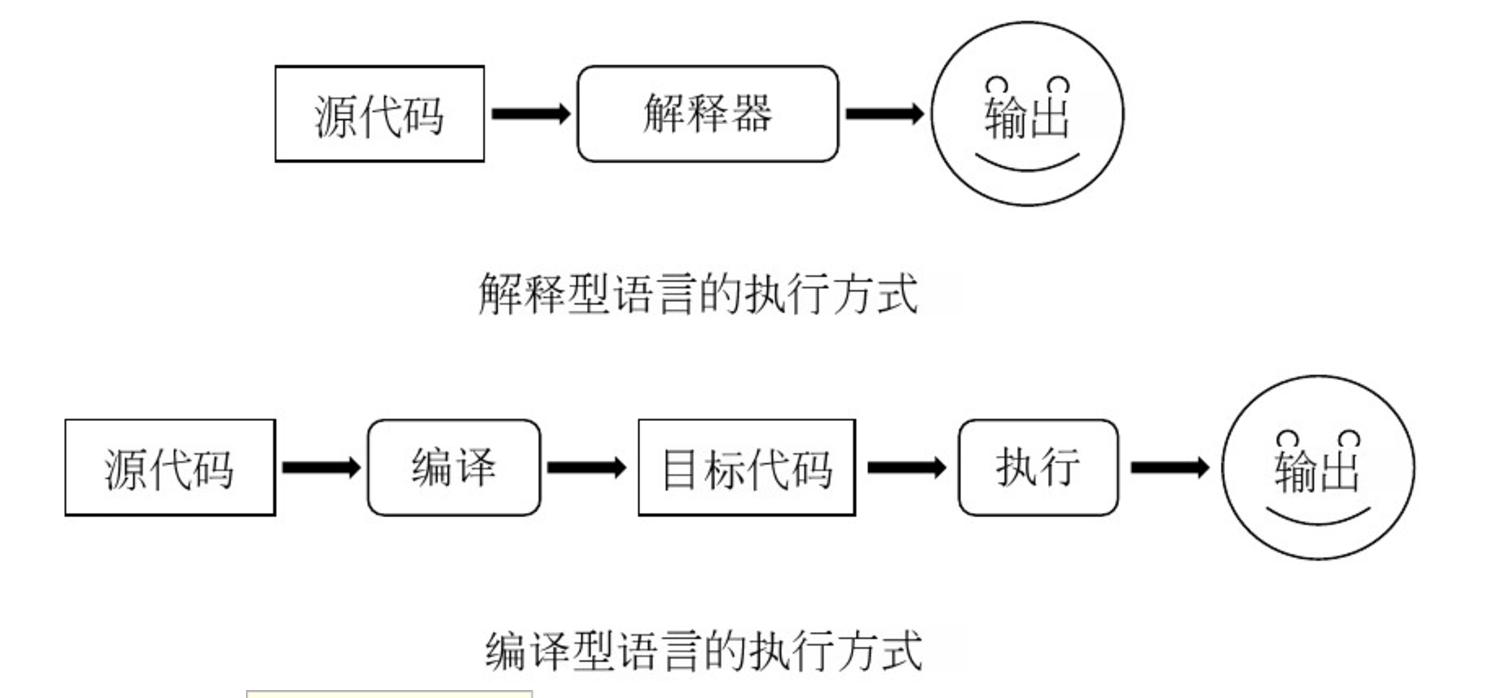 源代码 解释器 输出
解释型语言的执行方式
源代码 编译 目标代码 执行 输出
编译型语言的执行方式